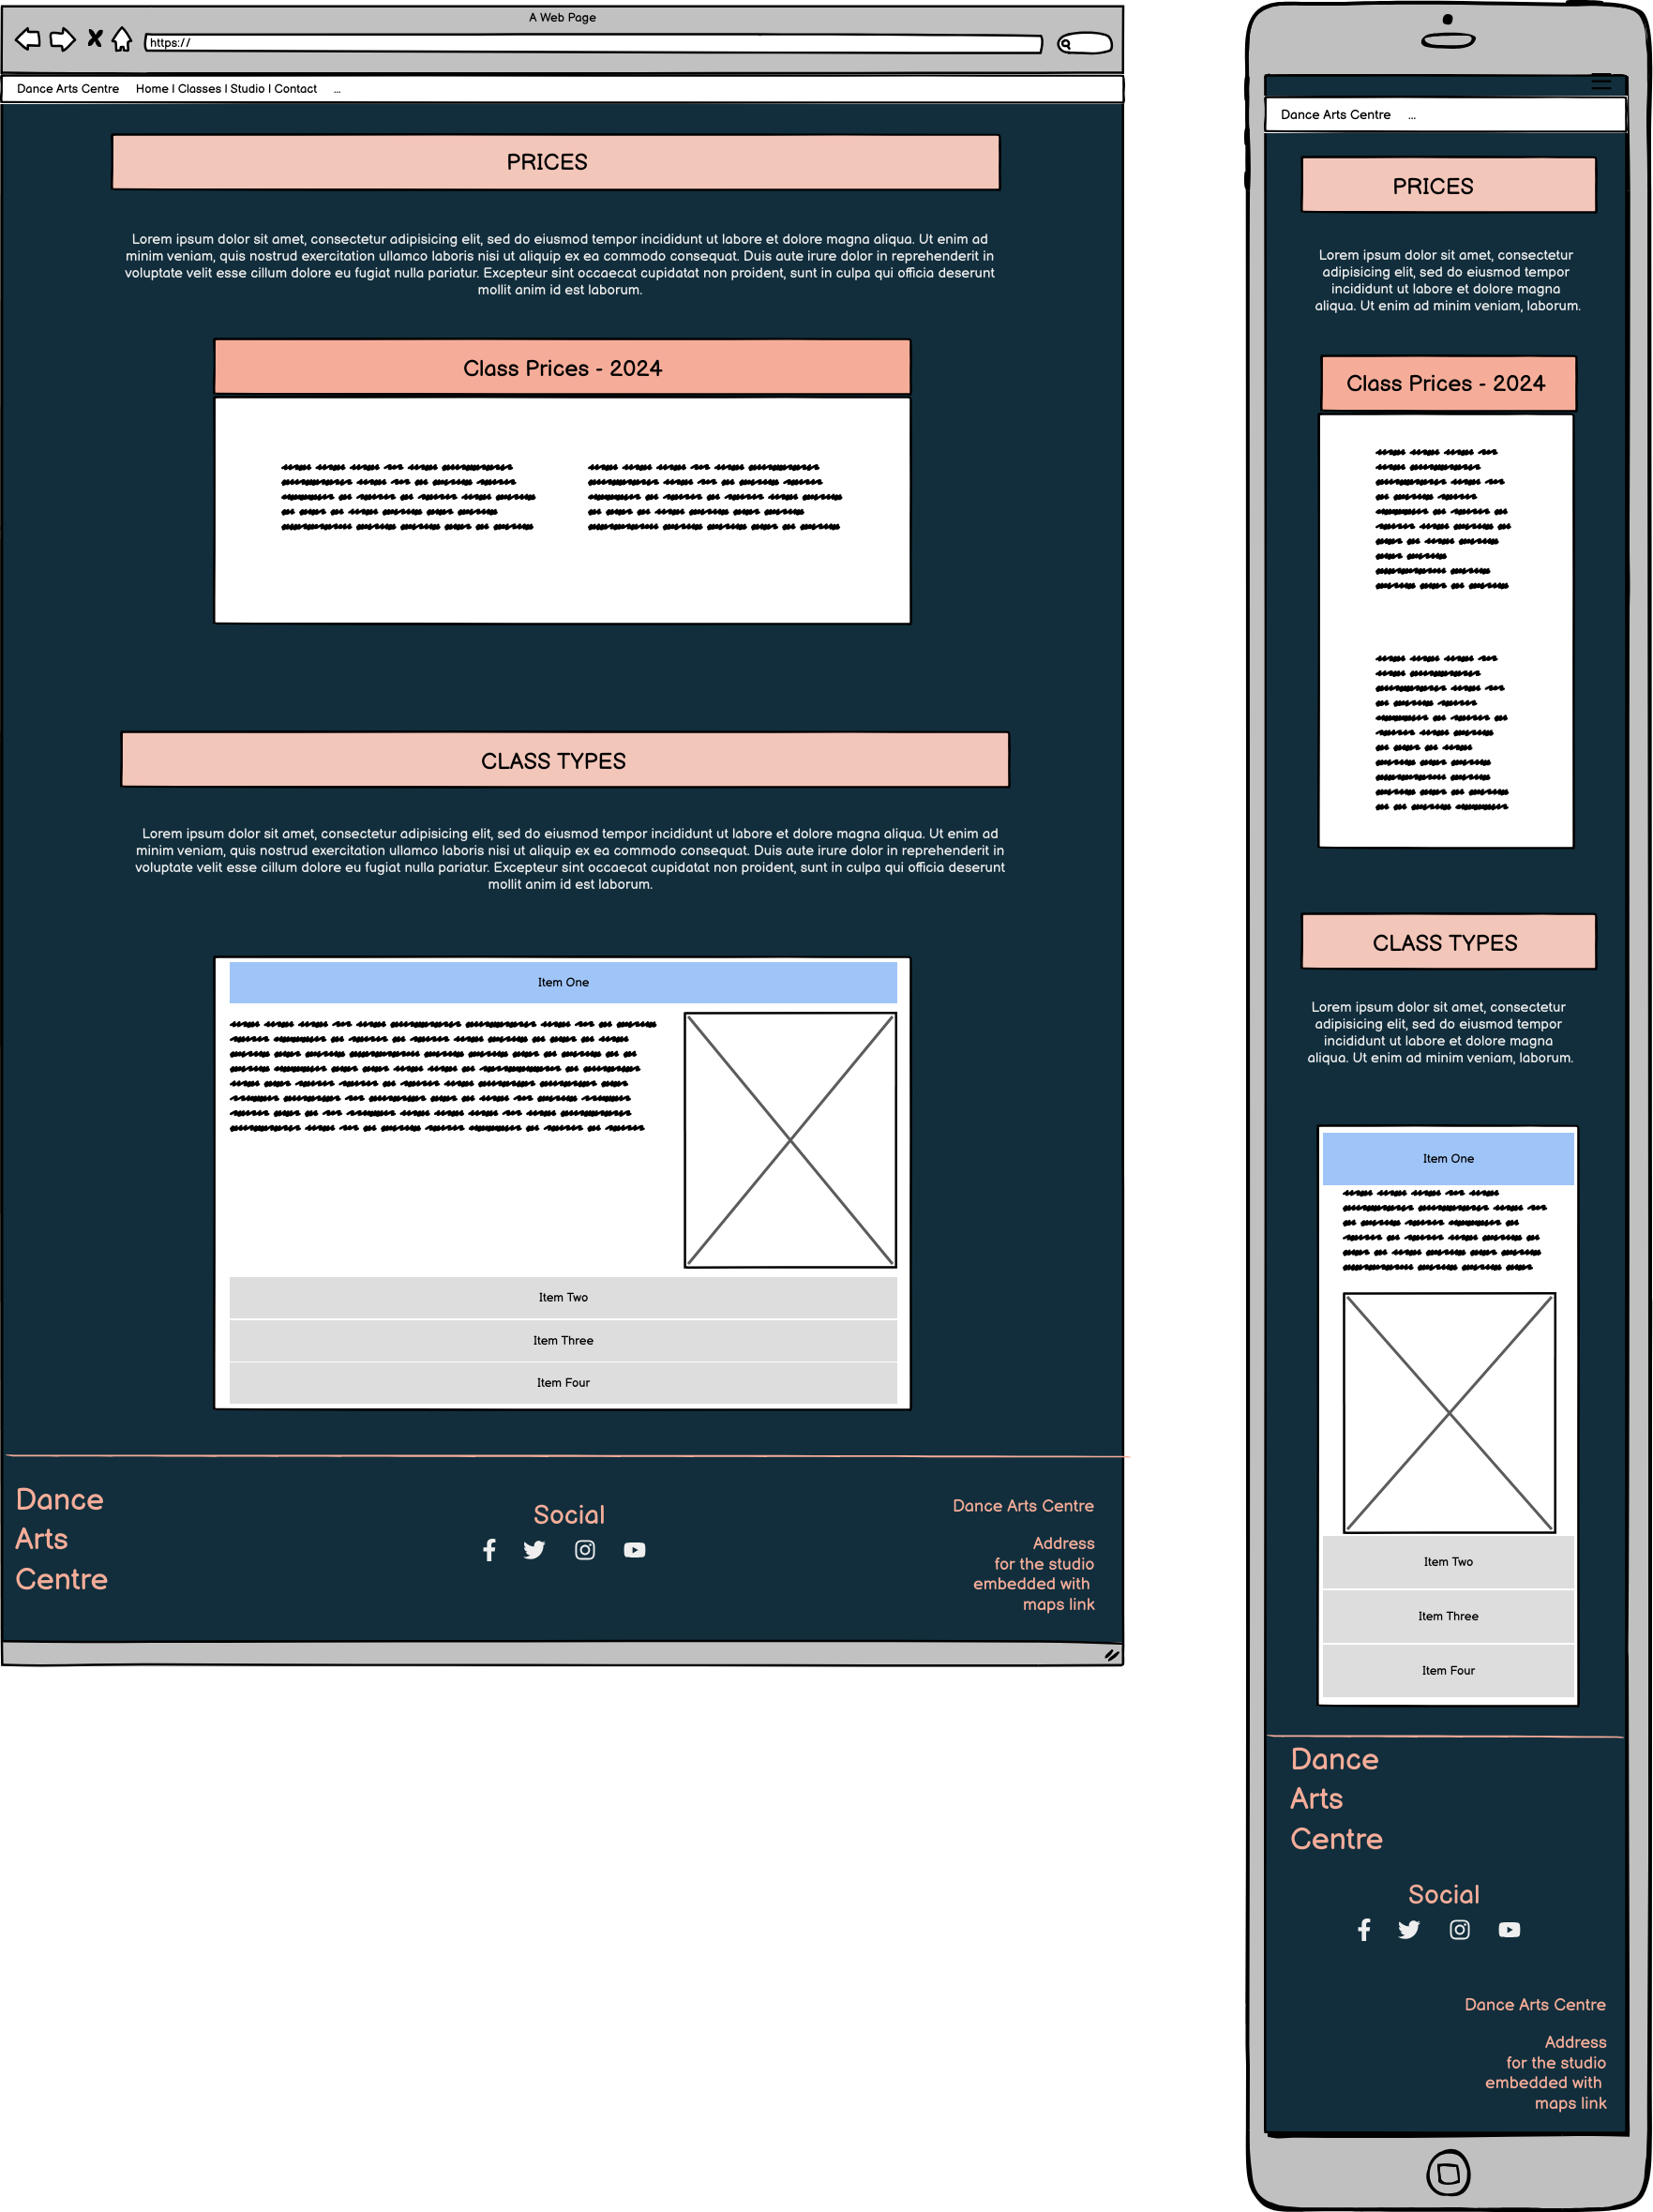 A Web Page
https://
Dance Arts Centre Home | Classes | Studio | Contact ...
PRICES
Lorem ipsum dolor sit amet, consectetur adipisicing elit, sed do eiusmod tempor incididunt ut labore et dolore magna aliqua. Ut enim ad
minim veniam, quis nostrud exercitation ullamco laboris nisi ut aliquip ex ea commodo consequat. Duis aute irure dolor in reprehenderit in
voluptate velit esse cillum dolore eu fugiat nulla pariatur. Excepteur sint occaecat cupidatat non proident, sunt in culpa qui officia deserunt
mollit anim id est laborum.
Class Prices - 2024
CLASS TYPES
Lorem ipsum dolor sit amet, consectetur adipisicing elit, sed do eiusmod tempor incididunt ut labore et dolore magna aliqua. Ut enim ad
minim veniam, quis nostrud exercitation ullamco laboris nisi ut aliquip ex ea commodo consequat. Duis aute irure dolor in reprehenderit in
voluptate velit esse cillum dolore eu fugiat nulla pariatur. Excepteur sint occaecat cupidatat non proident, sunt in culpa qui officia deserunt
mollit anim id est laborum.
Item One
Item Two
Item Three
Item Four
Dance
Arts
Centre
Social
Dance Arts Centre
Address
for the studio
embedded with
maps link
Dance Arts Centre ...
PRICES
Lorem ipsum dolor sit amet, consectetur
adipisicing elit, sed do eiusmod tempor
incididunt ut labore et dolore magna
aliqua. Ut enim ad minim veniam, laborum.
Class Prices - 2024
CLASS TYPES
Lorem ipsum dolor sit amet, consectetur
adipisicing elit, sed do eiusmod tempor
incididunt ut labore et dolore magna
aliqua. Ut enim ad minim veniam, laborum.
Item One
Item Two
Item Three
Item Four
Dance
Arts
Centre
Social
Dance Arts Centre
Address
for the studio
embedded with
maps link